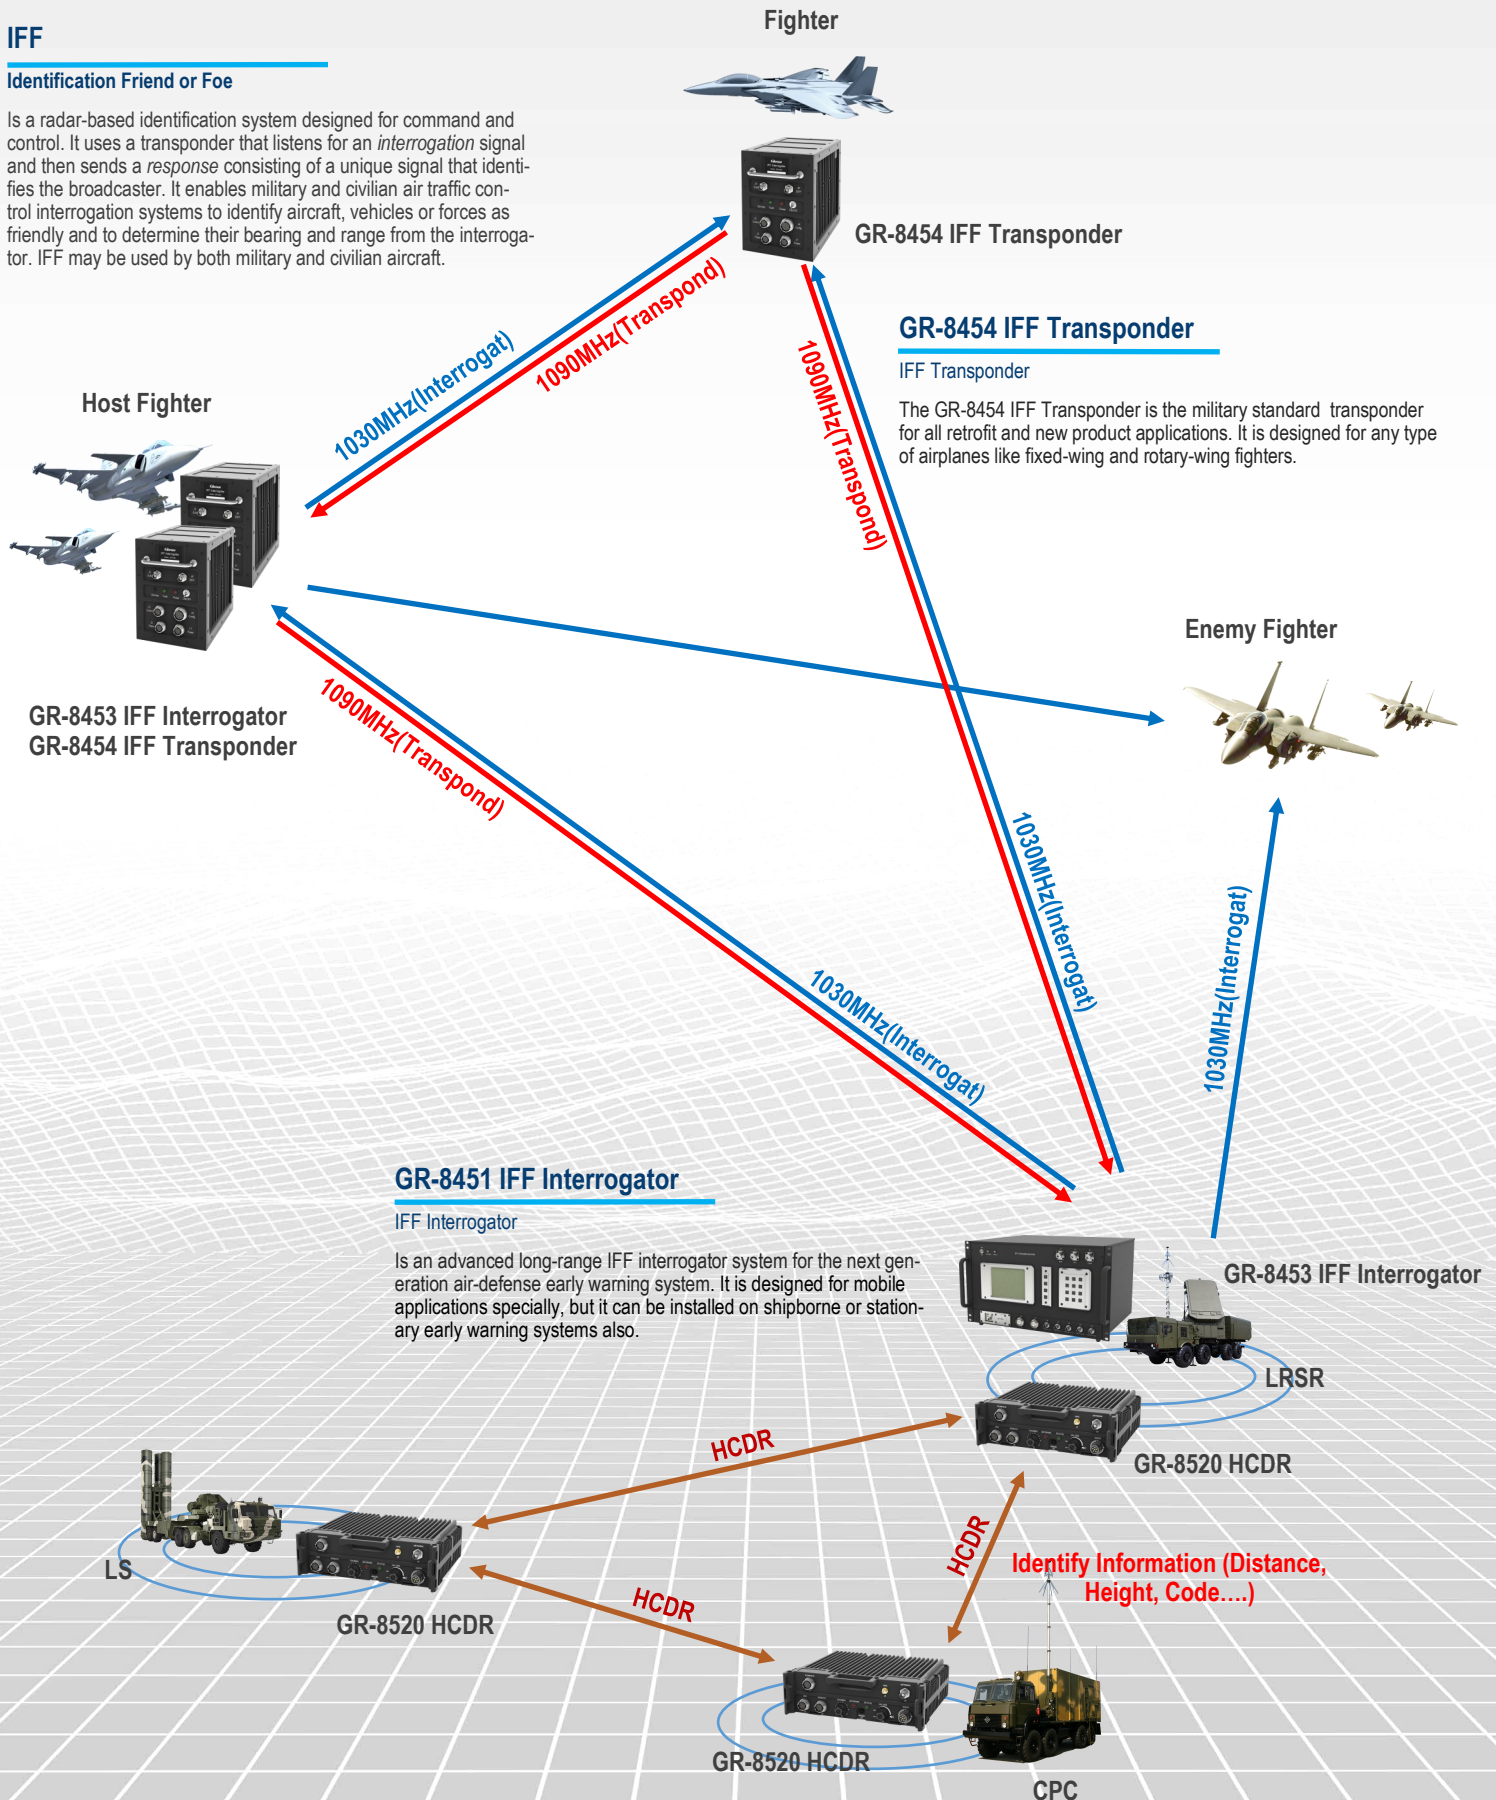 Fighter
IFF
Identification Friend or Foe
Is a radar-based identification system designed for command and
control. It uses a transponder that listens for an interrogation signal
and then sends a response consisting of a unique signal that identi-
fies the broadcaster. It enables military and civilian air traffic con-
trol interrogation systems to identify aircraft, vehicles or forces as
friendly and to determine their bearing and range from the interroga-
tor. IFF may be used by both military and civilian aircraft.
GR-8454 IFF Transponder
1030MHz(Interrogat)
1090MHz(Transpond)
1090MHz(Transpond)
GR-8454 IFF Transponder
IFF Transponder
The GR-8454 IFF Transponder is the military standard transponder
for all retrofit and new product applications. It is designed for any type
of airplanes like fixed-wing and rotary-wing fighters.
Host Fighter
GR-8453 IFF Interrogator
GR-8454 IFF Transponder
Enemy Fighter
1090MHz(Transpond)
1030MHz(Interrogat)
1030MHz(Interrogat)
1030MHz(Interrogat)
GR-8451 IFF Interrogator
IFF Interrogator
Is an advanced long-range IFF interrogator system for the next gen-
eration air-defense early warning system. It is designed for mobile
applications specially, but it can be installed on shipborne or station-
ary early warning systems also.
GR-8453 IFF Interrogator
LRSR
GR-8520 HCDR
HCDR
HCDR
HCDR
LS
GR-8520 HCDR
Identify Information (Distance,
Height, Code....)
GR-8520 HCDR
CPC